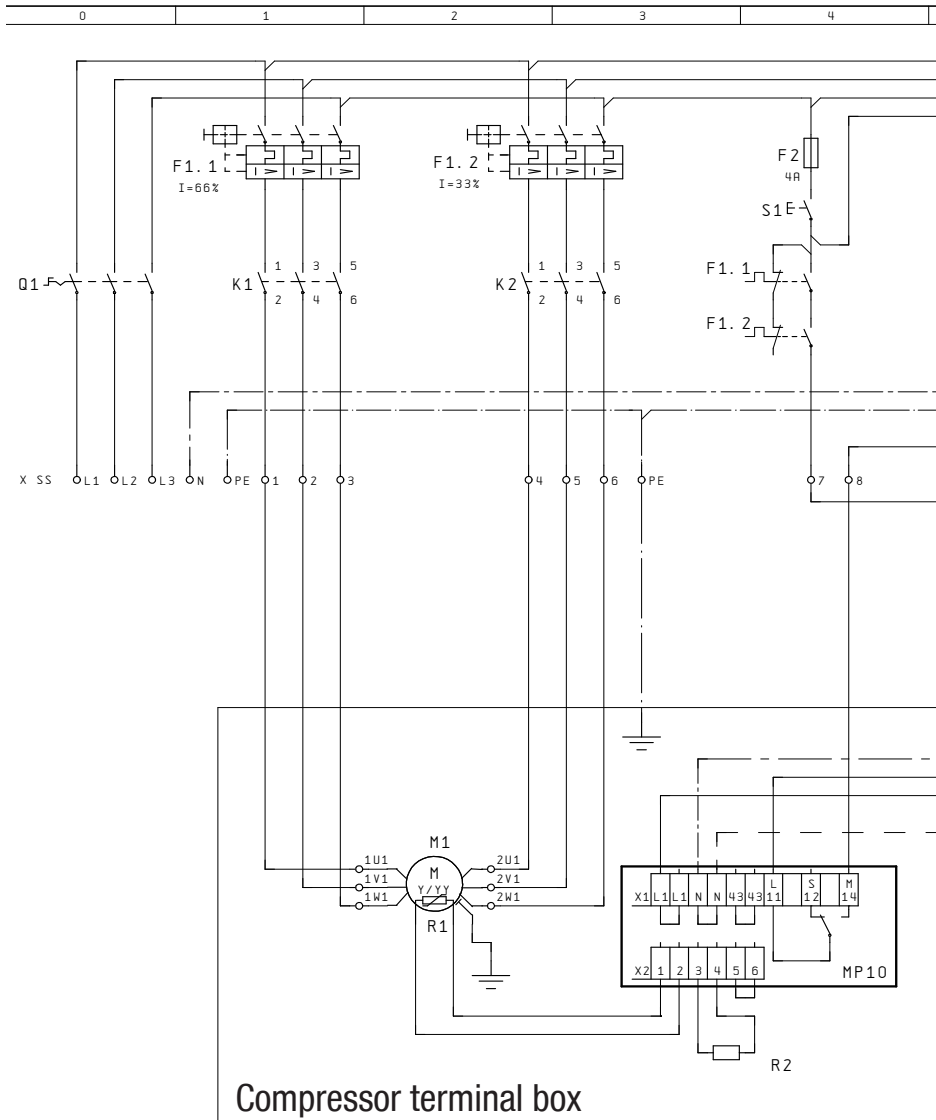 0 1 2 3 4
F1.1
I=66%
F1.2
I=33%
F2
4A
S1
Q1
K1
1 3 5
2 4 6
K2
1 3 5
2 4 6
F1.1
F1.2
X SS L1 L2 L3 N PE 1 2 3 4 5 6 PE 7 8
M1
M
Y/YY
R1
1U1
1V1
1W1
2U1
2V1
2W1
L S M
X1 L1 L1 N N 43 43 11 12 14
X2 1 2 3 4 5 6
MP10
R2
Compressor terminal box